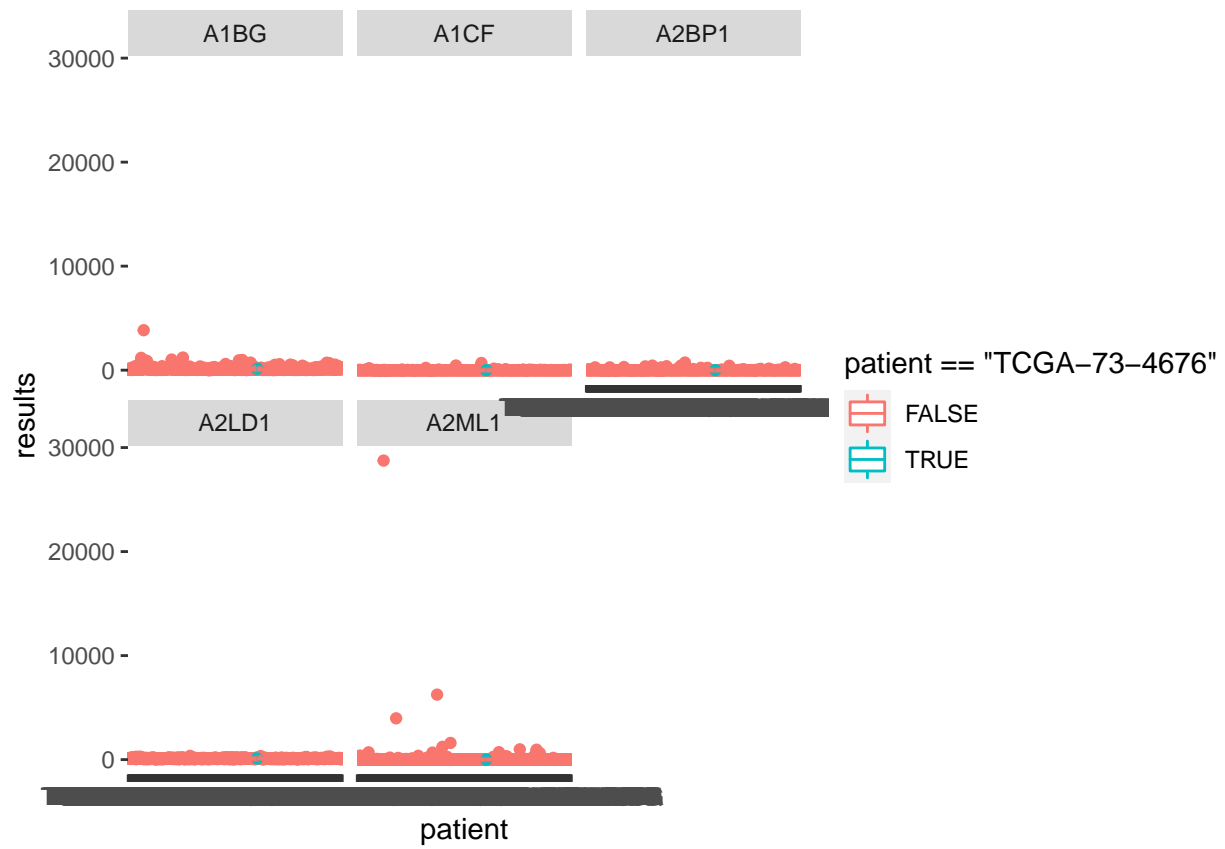 A1BG A1CF A2BP1
30000
20000
10000
0
results
patient == "TCGA−73−4676"
FALSE
TRUE
A2LD1 A2ML1
30000
20000
10000
0
patient